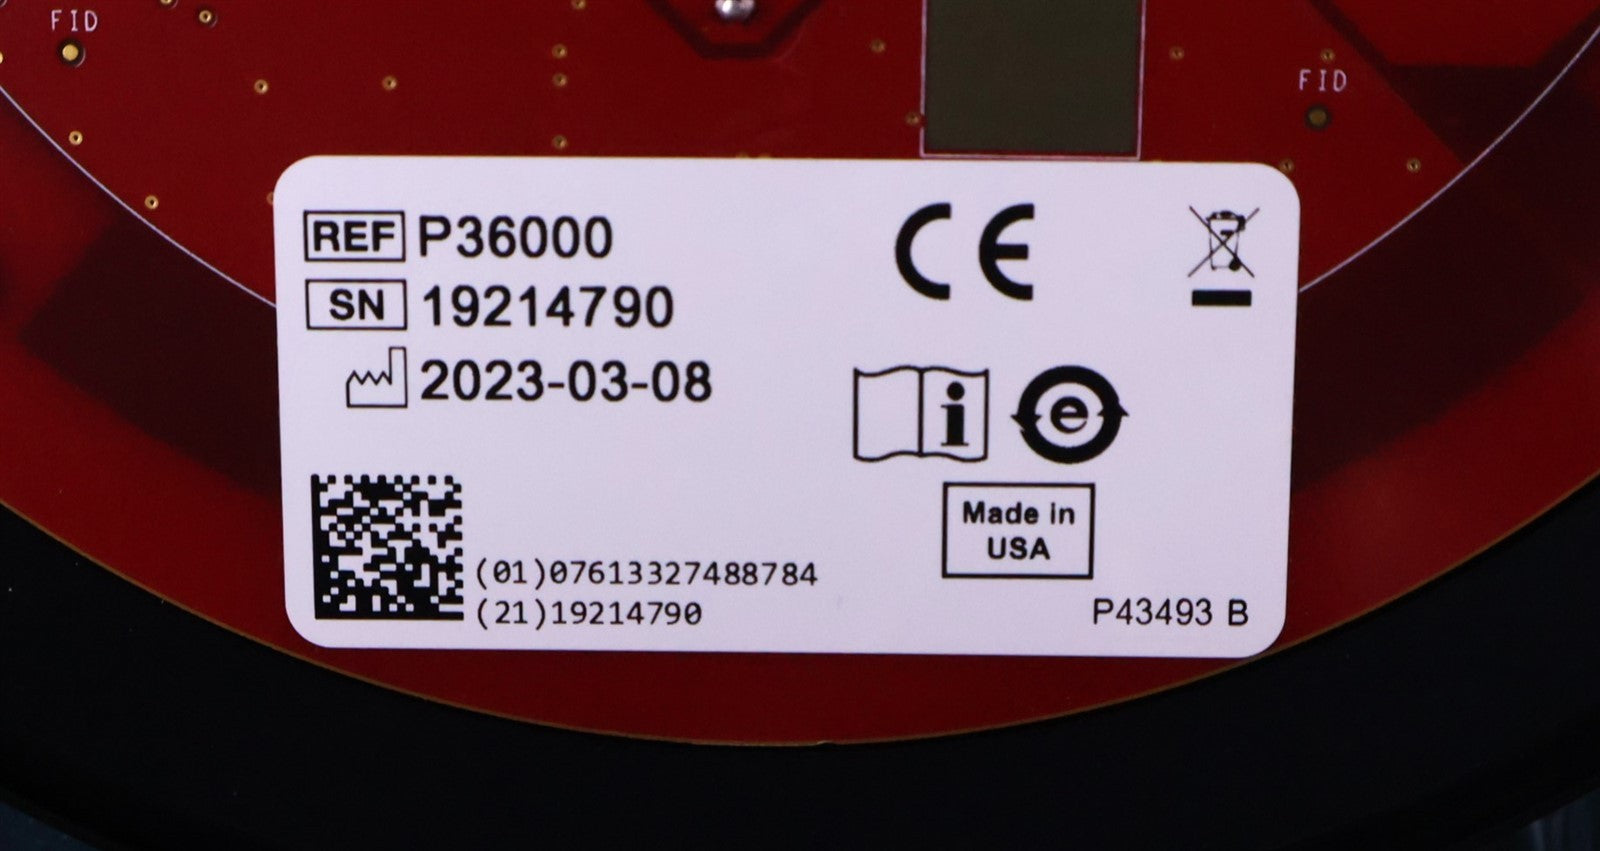 FID
FID
REF P36000
SN 19214790
2023-03-08
CE
i e
Made in
USA
(01)07613327488784
(21)19214790
P43493 B